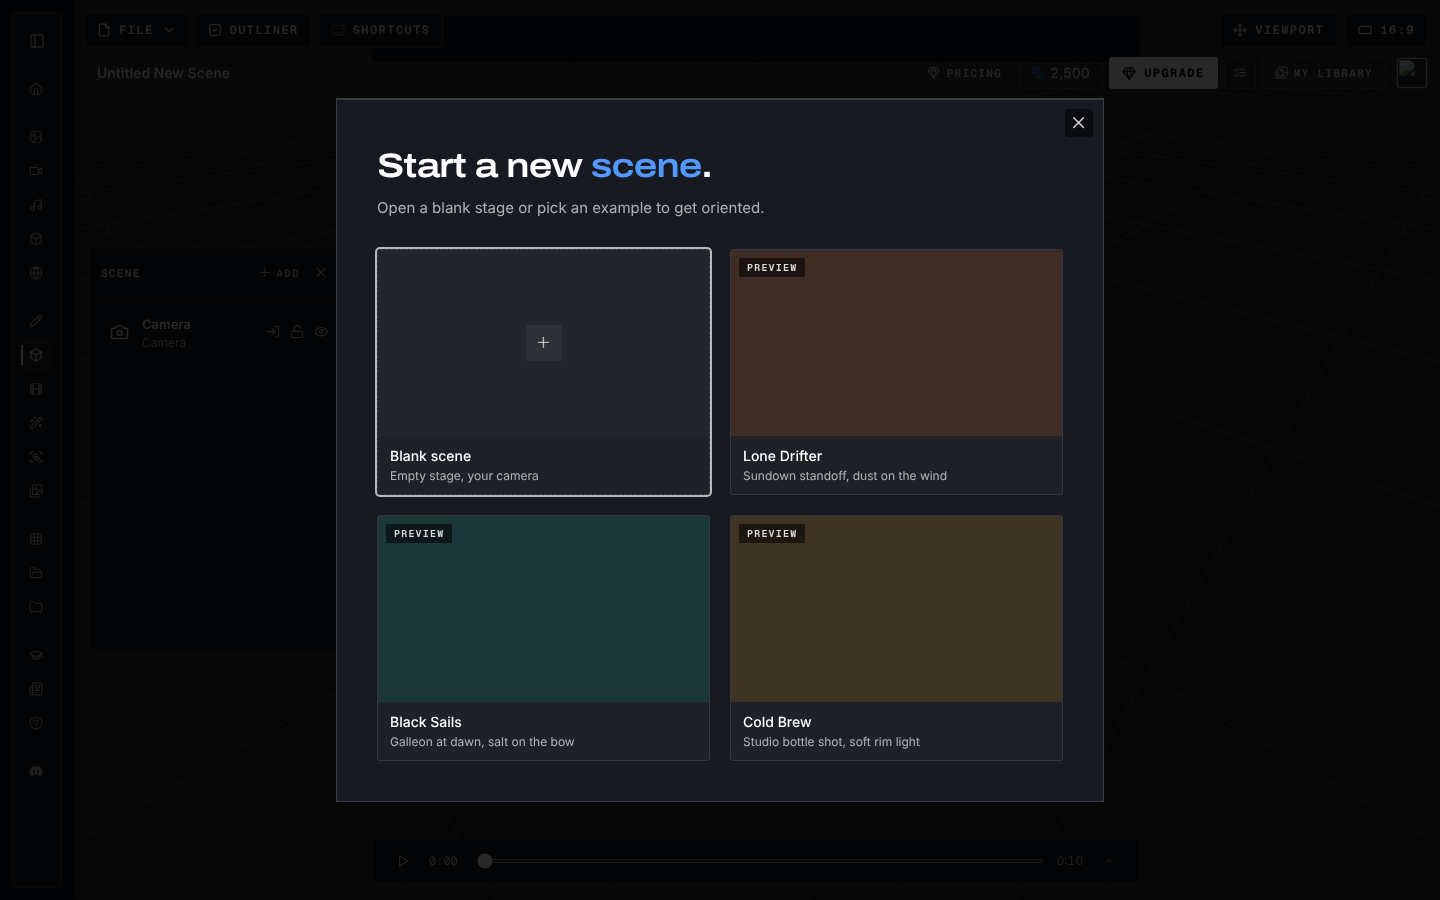 FILE
OUTLINER
SHORTCUTS
VIEWPORT
16:9
Untitled New Scene
PRICING
2,500
UPGRADE
MY LIBRARY
Start a new scene.
Open a blank stage or pick an example to get oriented.
SCENE
ADD
Camera
Camera
Blank scene
Empty stage, your camera
PREVIEW
Lone Drifter
Sundown standoff, dust on the wind
PREVIEW
Black Sails
Galleon at dawn, salt on the bow
PREVIEW
Cold Brew
Studio bottle shot, soft rim light
0:00
0:10